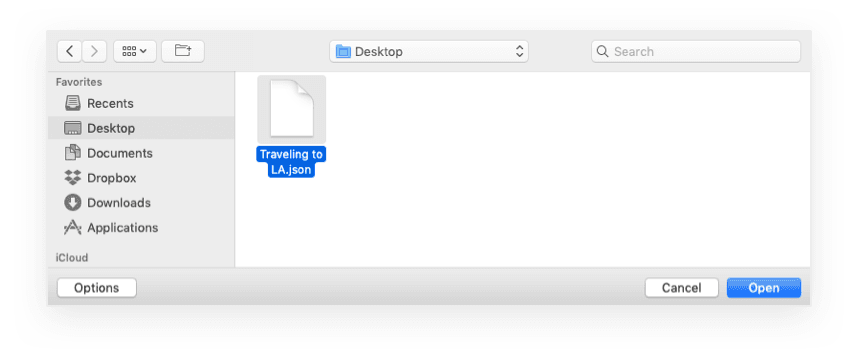 Desktop
Search
Favorites
Recents
Desktop
Documents
Dropbox
Downloads
Applications
iCloud
Traveling to
LA.json
Options
Cancel
Open